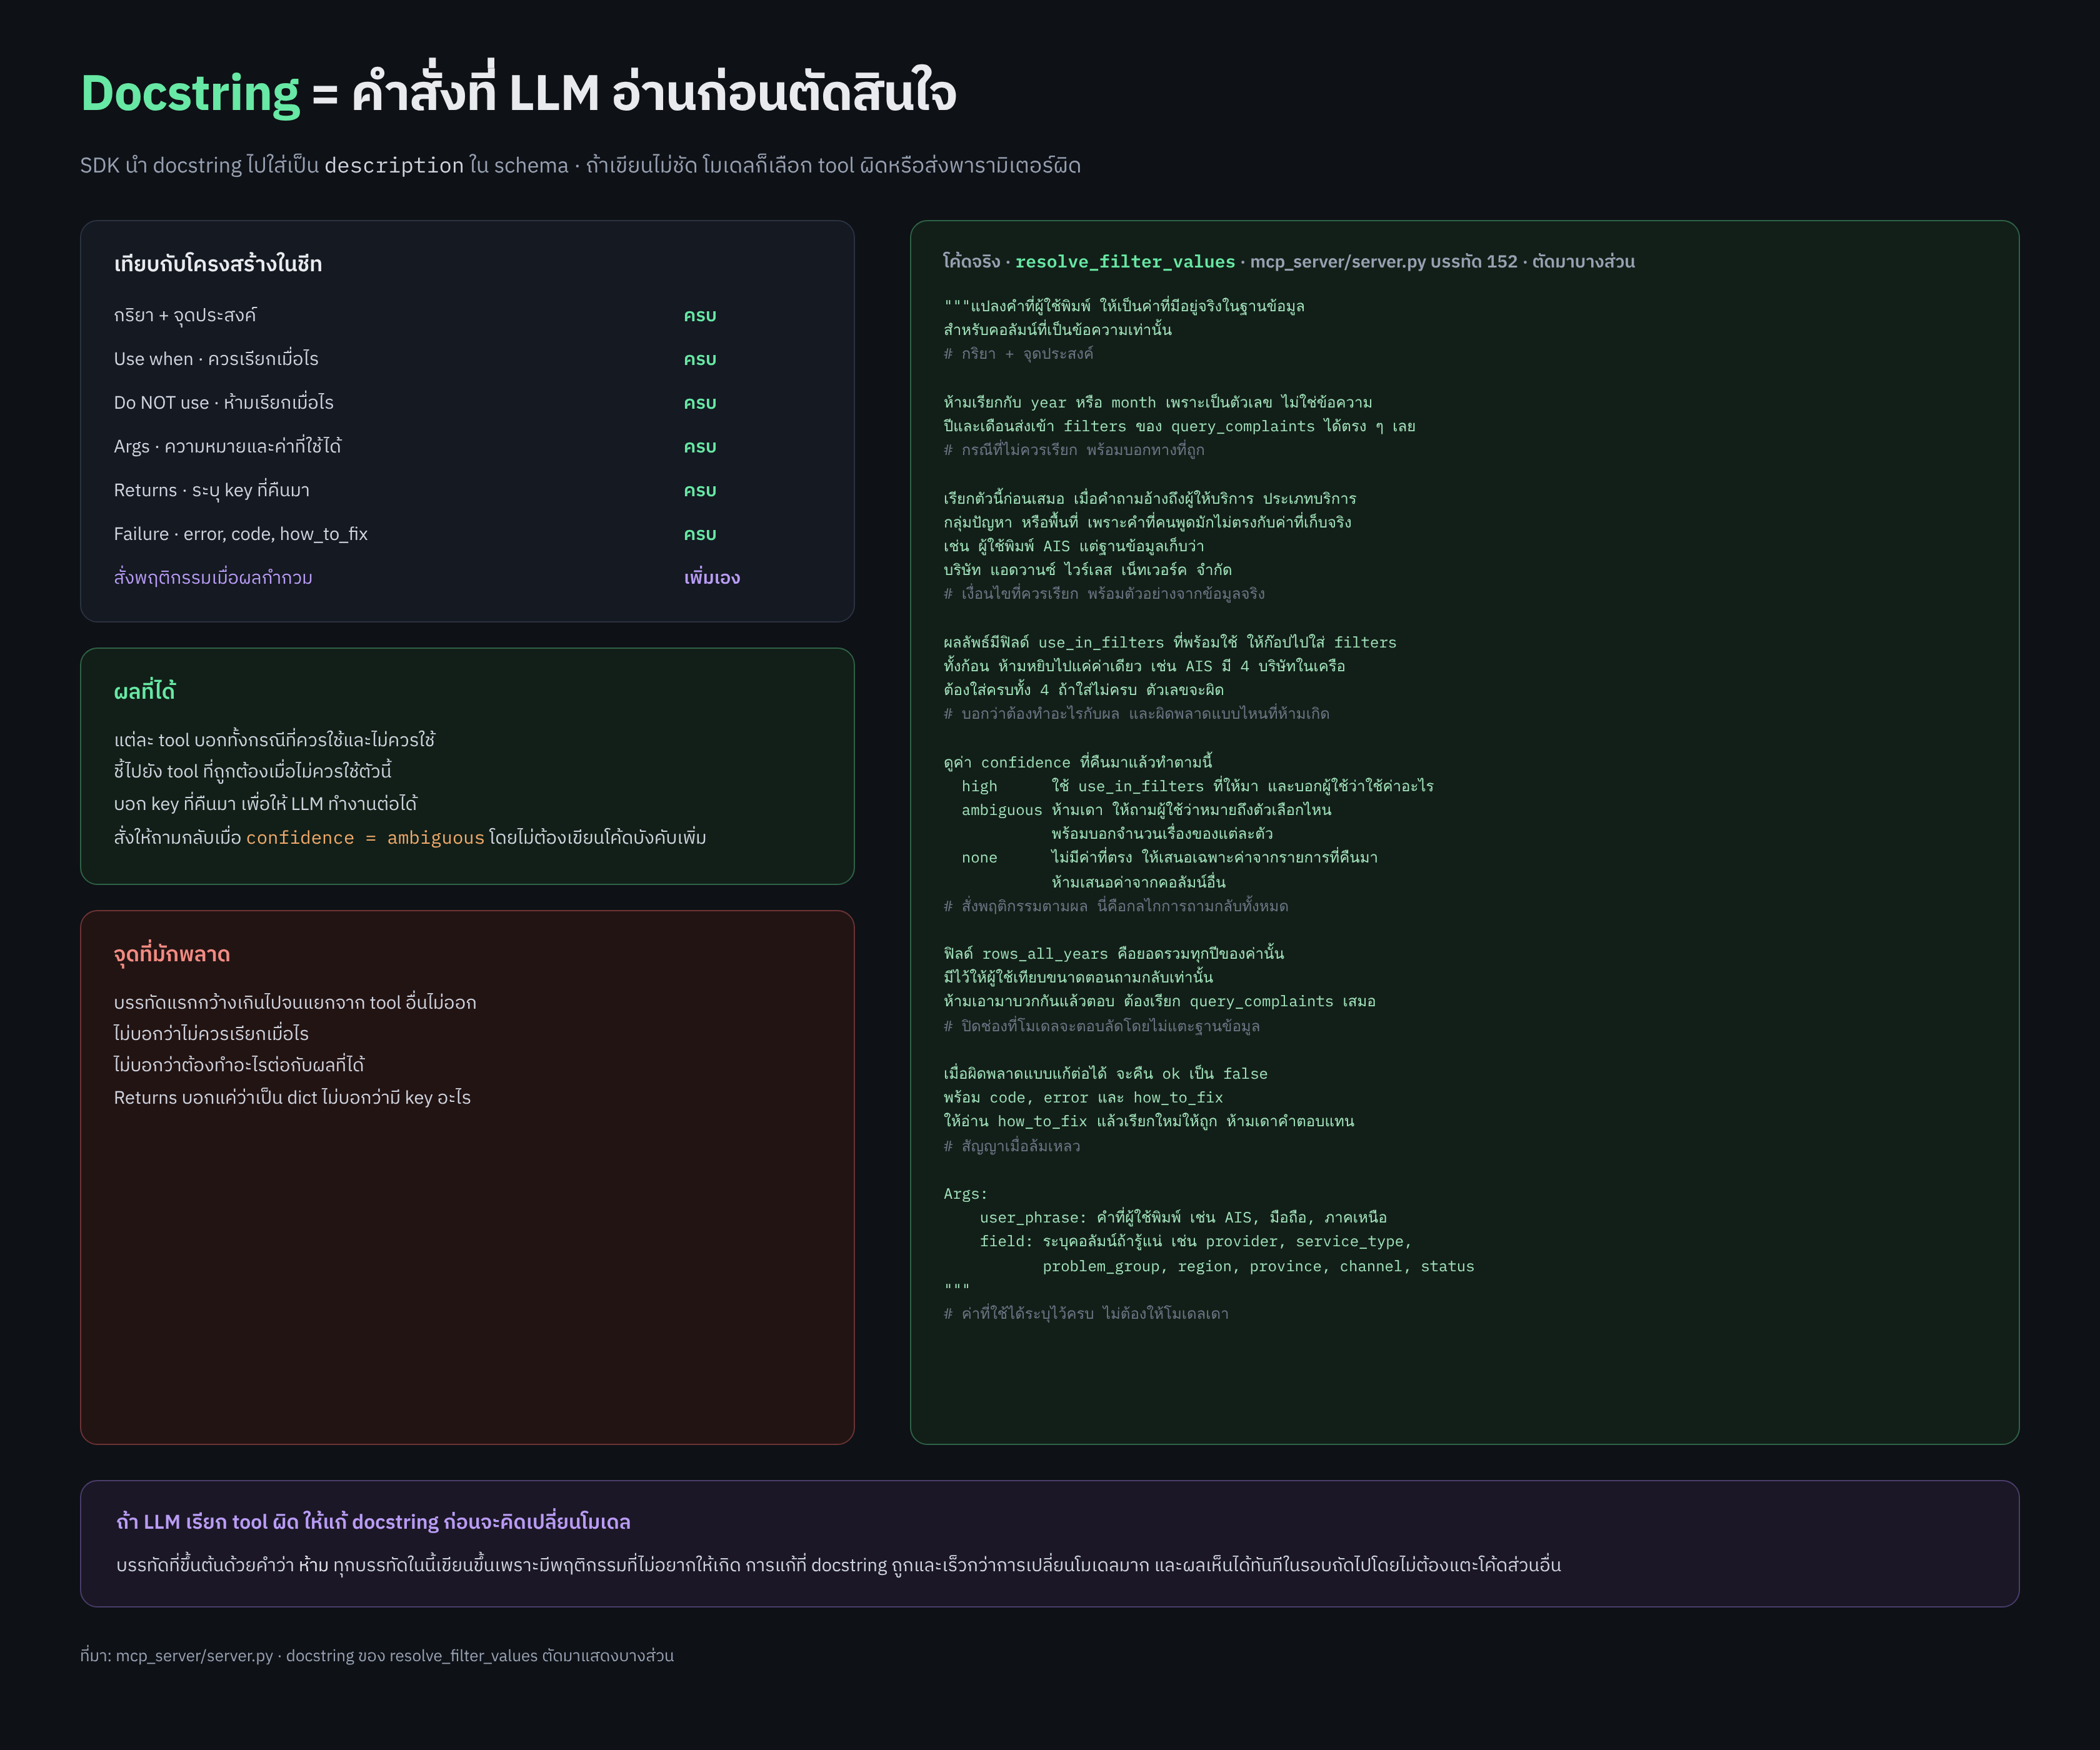 Docstring = คำสั่งที่ LLM อ่านก่อนตัดสินใจ
SDK นำ docstring ไปใส่เป็น description ใน schema · ถ้าเขียนไม่ชัด โมเดลก็เลือก tool ผิดหรือส่งพารามิเตอร์ผิด
เทียบกับโครงสร้างในชีท
กริยา + จุดประสงค์ ครบ
Use when · ควรเรียกเมื่อไร ครบ
Do NOT use · ห้ามเรียกเมื่อไร ครบ
Args · ความหมายและค่าที่ใช้ได้ ครบ
Returns · ระบุ key ที่คืนมา ครบ
Failure · error, code, how_to_fix ครบ
สั่งพฤติกรรมเมื่อผลกำกวม เพิ่มเอง
ผลที่ได้
แต่ละ tool บอกทั้งกรณีที่ควรใช้และไม่ควรใช้
ชี้ไปยัง tool ที่ถูกต้องเมื่อไม่ควรใช้ตัวนี้
บอก key ที่คืนมา เพื่อให้ LLM ทำงานต่อได้
สั่งให้ถามกลับเมื่อ confidence = ambiguous โดยไม่ต้องเขียนโค้ดบังคับเพิ่ม
จุดที่มักพลาด
บรรทัดแรกกว้างเกินไปจนแยกจาก tool อื่นไม่ออก
ไม่บอกว่าไม่ควรเรียกเมื่อไร
ไม่บอกว่าต้องทำอะไรต่อกับผลที่ได้
Returns บอกแค่ว่าเป็น dict ไม่บอกว่ามี key อะไร
โค้ดจริง · resolve_filter_values · mcp_server/server.py บรรทัด 152 · ตัดมาบางส่วน
"""แปลงคำที่ผู้ใช้พิมพ์ ให้เป็นค่าที่มีอยู่จริงในฐานข้อมูล
สำหรับคอลัมน์ที่เป็นข้อความเท่านั้น
# กริยา + จุดประสงค์
ห้ามเรียกกับ year หรือ month เพราะเป็นตัวเลข ไม่ใช่ข้อความ
ปีและเดือนส่งเข้า filters ของ query_complaints ได้ตรง ๆ เลย
# กรณีที่ไม่ควรเรียก พร้อมบอกทางที่ถูก
เรียกตัวนี้ก่อนเสมอ เมื่อคำถามอ้างถึงผู้ให้บริการ ประเภทบริการ
กลุ่มปัญหา หรือพื้นที่ เพราะคำที่คนพูดมักไม่ตรงกับค่าที่เก็บจริง
เช่น ผู้ใช้พิมพ์ AIS แต่ฐานข้อมูลเก็บว่า
บริษัท แอดวานซ์ ไวร์เลส เน็ทเวอร์ค จำกัด
# เงื่อนไขที่ควรเรียก พร้อมตัวอย่างจากข้อมูลจริง
ผลลัพธ์มีฟิลด์ use_in_filters ที่พร้อมใช้ ให้ก๊อปไปใส่ filters
ทั้งก้อน ห้ามหยิบไปแค่ค่าเดียว เช่น AIS มี 4 บริษัทในเครือ
ต้องใส่ครบทั้ง 4 ถ้าใส่ไม่ครบ ตัวเลขจะผิด
# บอกว่าต้องทำอะไรกับผล และผิดพลาดแบบไหนที่ห้ามเกิด
ดูค่า confidence ที่คืนมาแล้วทำตามนี้
high ใช้ use_in_filters ที่ให้มา และบอกผู้ใช้ว่าใช้ค่าอะไร
ambiguous ห้ามเดา ให้ถามผู้ใช้ว่าหมายถึงตัวเลือกไหน
พร้อมบอกจำนวนเรื่องของแต่ละตัว
none ไม่มีค่าที่ตรง ให้เสนอเฉพาะค่าจากรายการที่คืนมา
ห้ามเสนอค่าจากคอลัมน์อื่น
# สั่งพฤติกรรมตามผล นี่คือกลไกการถามกลับทั้งหมด
ฟิลด์ rows_all_years คือยอดรวมทุกปีของค่านั้น
มีไว้ให้ผู้ใช้เทียบขนาดตอนถามกลับเท่านั้น
ห้ามเอามาบวกกันแล้วตอบ ต้องเรียก query_complaints เสมอ
# ปิดช่องที่โมเดลจะตอบลัดโดยไม่แตะฐานข้อมูล
เมื่อผิดพลาดแบบแก้ต่อได้ จะคืน ok เป็น false
พร้อม code, error และ how_to_fix
ให้อ่าน how_to_fix แล้วเรียกใหม่ให้ถูก ห้ามเดาคำตอบแทน
# สัญญาเมื่อล้มเหลว
Args:
user_phrase: คำที่ผู้ใช้พิมพ์ เช่น AIS, มือถือ, ภาคเหนือ
field: ระบุคอลัมน์ถ้ารู้แน่ เช่น provider, service_type,
problem_group, region, province, channel, status
"""
# ค่าที่ใช้ได้ระบุไว้ครบ ไม่ต้องให้โมเดลเดา
ถ้า LLM เรียก tool ผิด ให้แก้ docstring ก่อนจะคิดเปลี่ยนโมเดล
บรรทัดที่ขึ้นต้นด้วยคำว่า ห้าม ทุกบรรทัดในนี้เขียนขึ้นเพราะมีพฤติกรรมที่ไม่อยากให้เกิด การแก้ที่ docstring ถูกและเร็วกว่าการเปลี่ยนโมเดลมาก และผลเห็นได้ทันทีในรอบถัดไปโดยไม่ต้องแตะโค้ดส่วนอื่น
ที่มา: mcp_server/server.py · docstring ของ resolve_filter_values ตัดมาแสดงบางส่วน